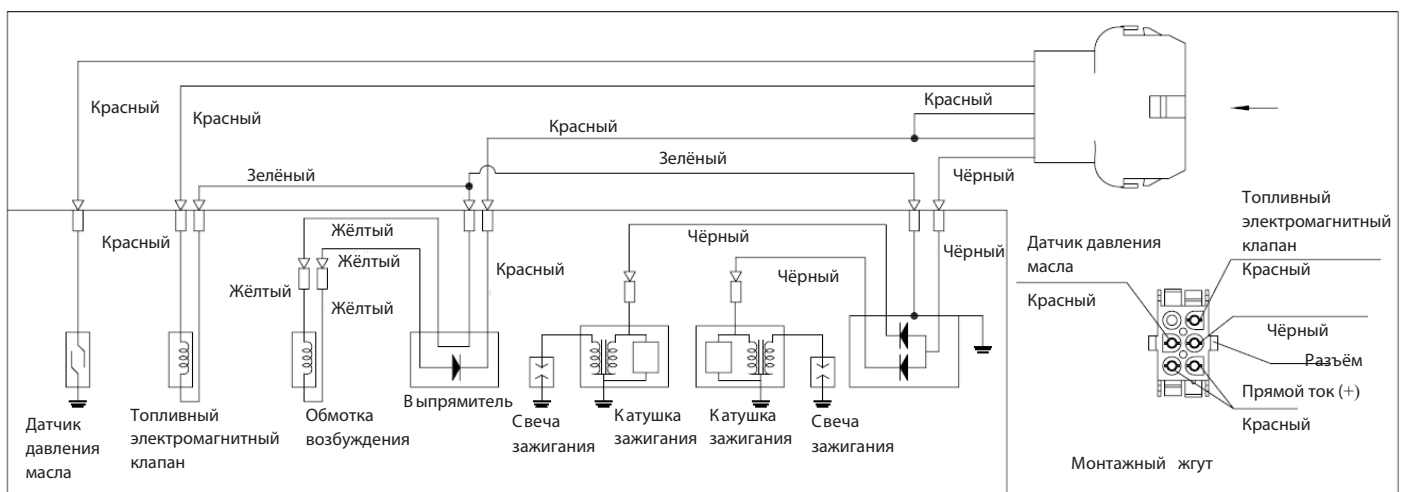 Красный
Красный
Красный
Красный
Зелёный
Зелёный
Чёрный
Красный
Жёлтый
Жёлтый
Жёлтый
Жёлтый
Красный
Чёрный
Чёрный
Чёрный
Датчик
давления
масла
Топливный
электромагнитный
клапан
Обмотка
возбуждения
Выпрямитель
Свеча
зажигания
Катушка
зажигания
Катушка
зажигания
Свеча
зажигания
Топливный
электромагнитный
клапан
Красный
Датчик давления
масла
Красный
Чёрный
Разъём
Прямой ток (+)
Красный
Монтажный жгут